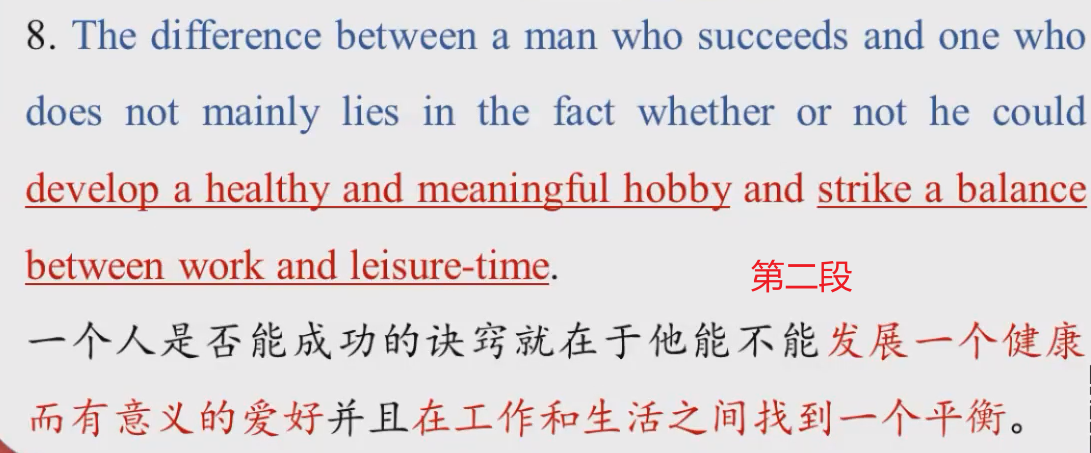 8. The difference between a man who succeeds and one who
does not mainly lies in the fact whether or not he could
develop a healthy and meaningful hobby and strike a balance
between work and leisure-time.
第二段
一个人是否能成功的诀窍就在于他能不能发展一个健康
而有意义的爱好并且在工作和生活之间找到一个平衡。